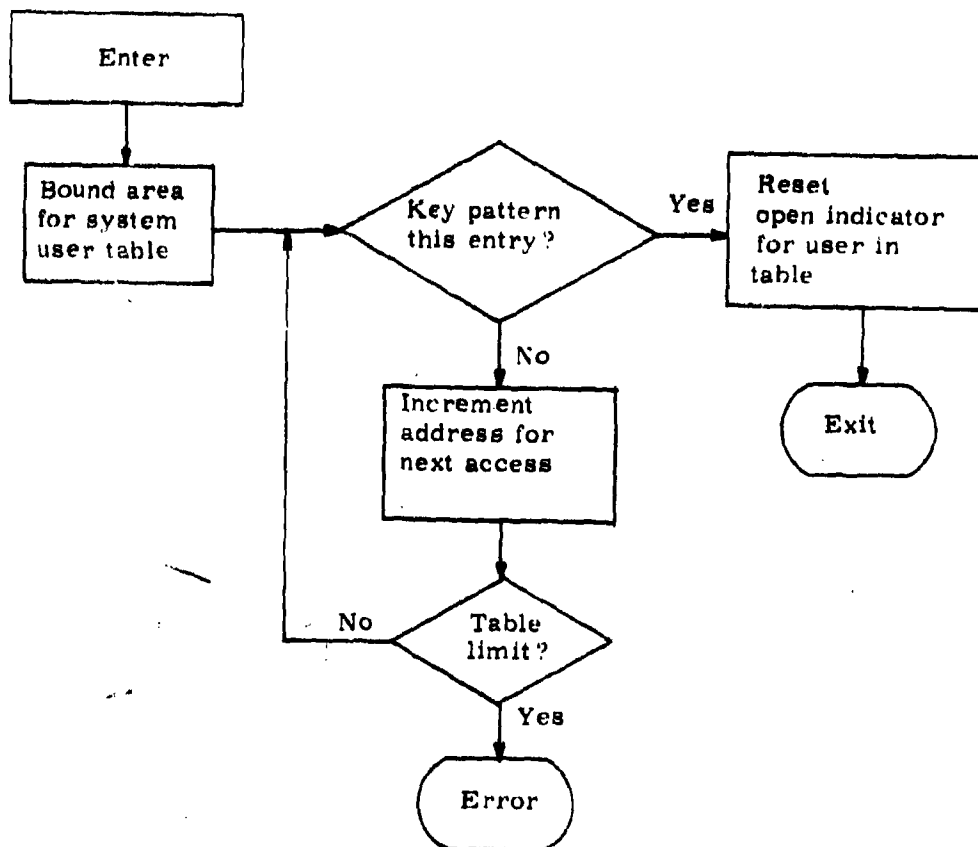 Enter
Bound area
for system
user table
Key pattern
this entry?
Yes
Reset
open indicator
for user in
table
No
Increment
address for
next access
Exit
No
Table
limit?
Yes
Error